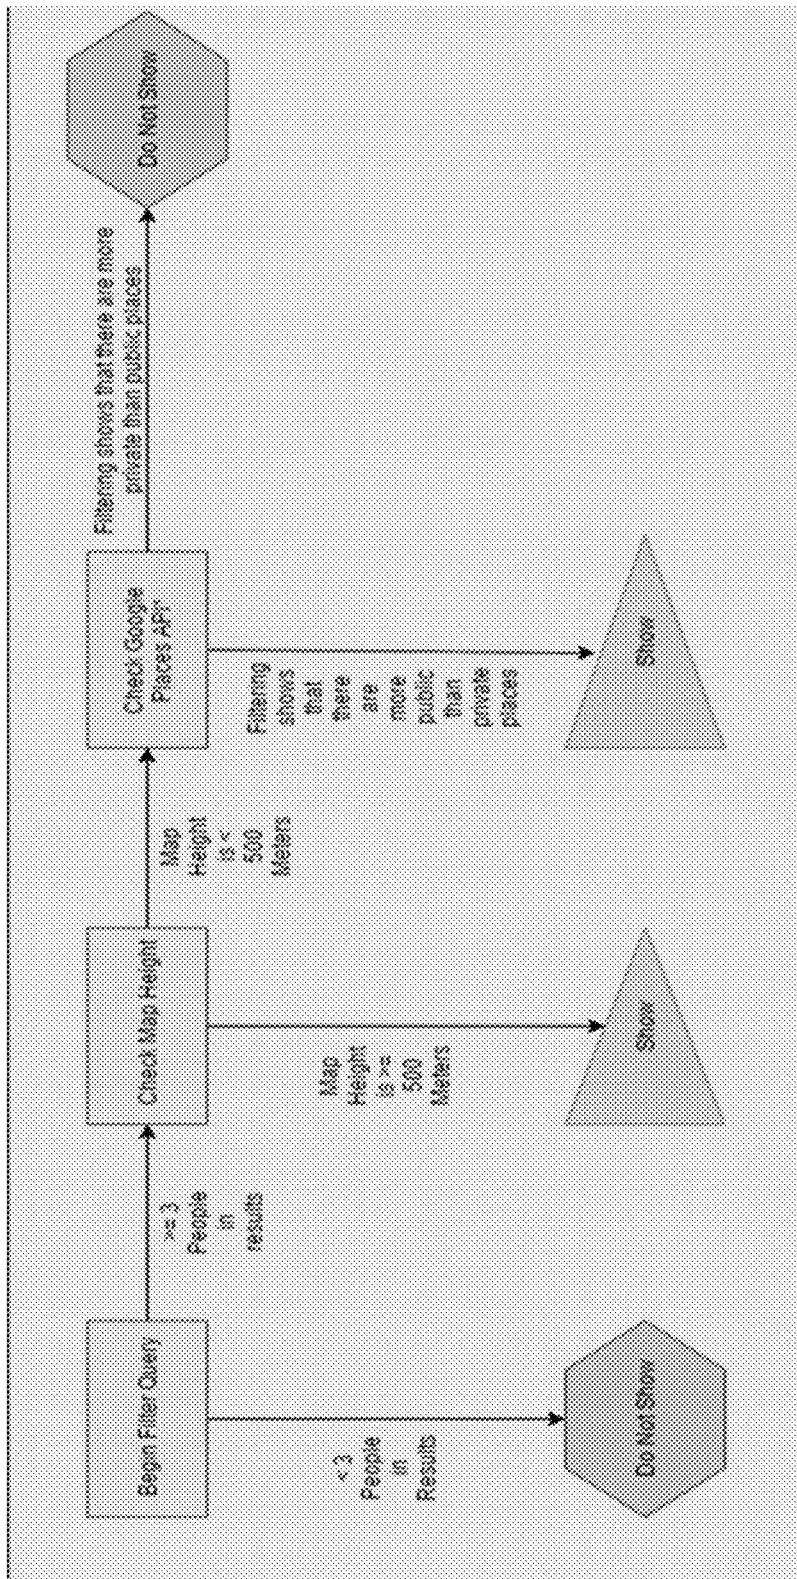 Begin Filter Query
>= 3
People
in
results
Check Map Height
Map
Height
is <
500
Meters
Check Google
Places API*
Filtering shows that there are more
private than public places
Do Not Show
< 3
People
in
Results
Do Not Show
Map
Height
is >=
500
Meters
Show
Filtering
shows
that
there
are
more
public
than
private
places
Show